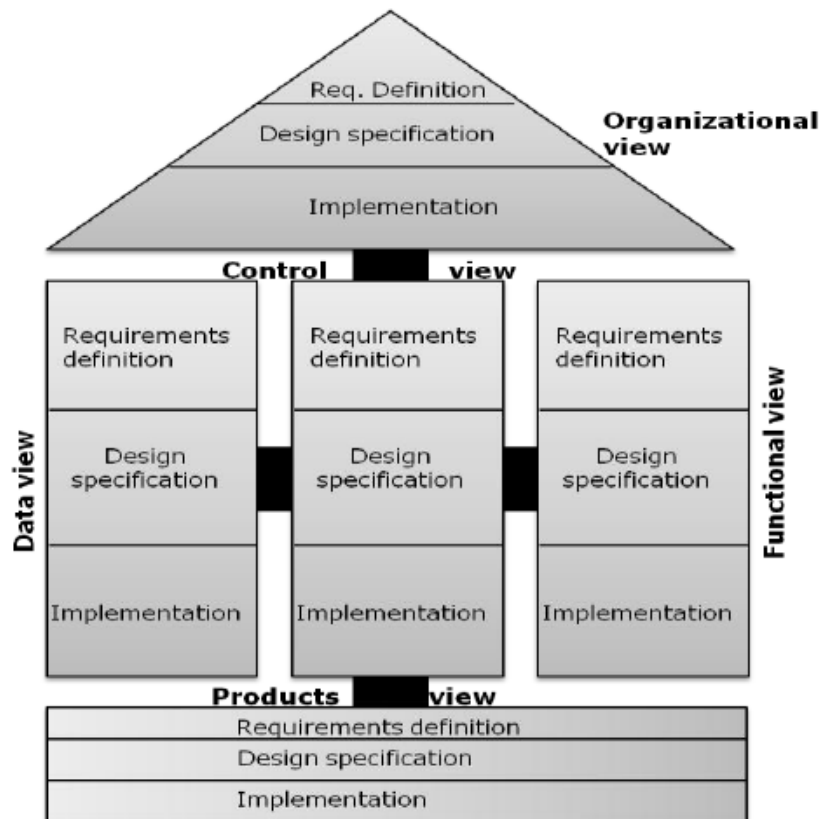 Req. Definition
Design specification
Organizational
view
Implementation
Control view
Requirements
definition
Requirements
definition
Requirements
definition
Data view
Design
specification
Design
specification
Design
specification
Functional view
Implementation
Implementation
Implementation
Products view
Requirements definition
Design specification
Implementation